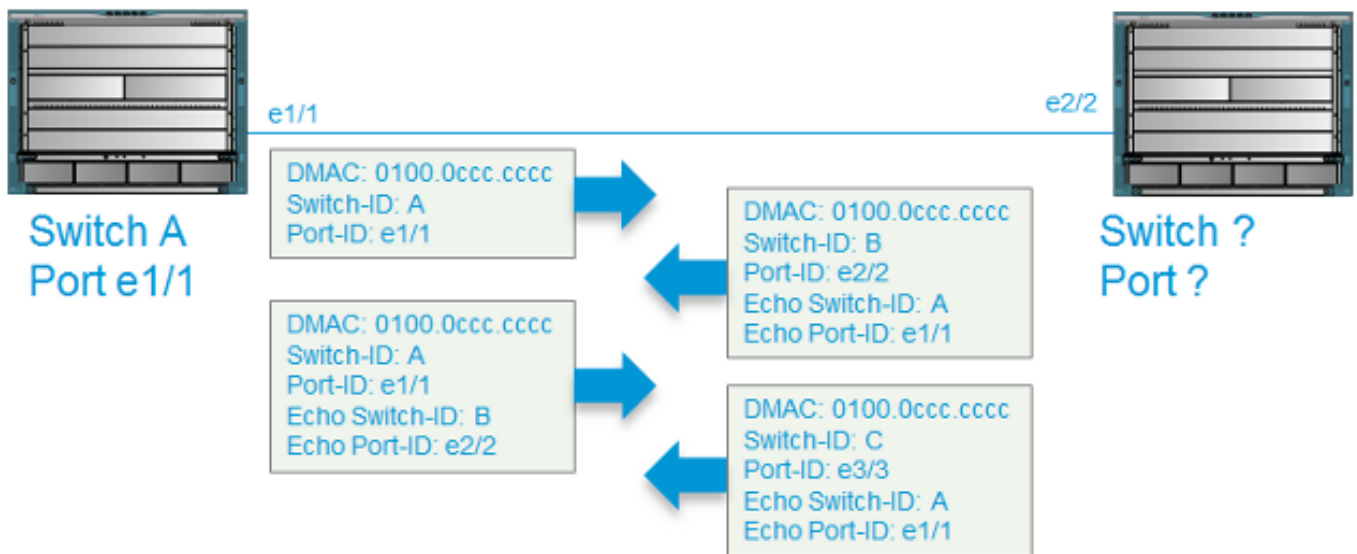 e1/1
e2/2
DMAC: 0100.0ccc.cccc
Switch-ID: A
Port-ID: e1/1
Switch A
Port e1/1
DMAC: 0100.0ccc.cccc
Switch-ID: B
Port-ID: e2/2
Echo Switch-ID: A
Echo Port-ID: e1/1
Switch ?
Port ?
DMAC: 0100.0ccc.cccc
Switch-ID: A
Port-ID: e1/1
Echo Switch-ID: B
Echo Port-ID: e2/2
DMAC: 0100.0ccc.cccc
Switch-ID: C
Port-ID: e3/3
Echo Switch-ID: A
Echo Port-ID: e1/1